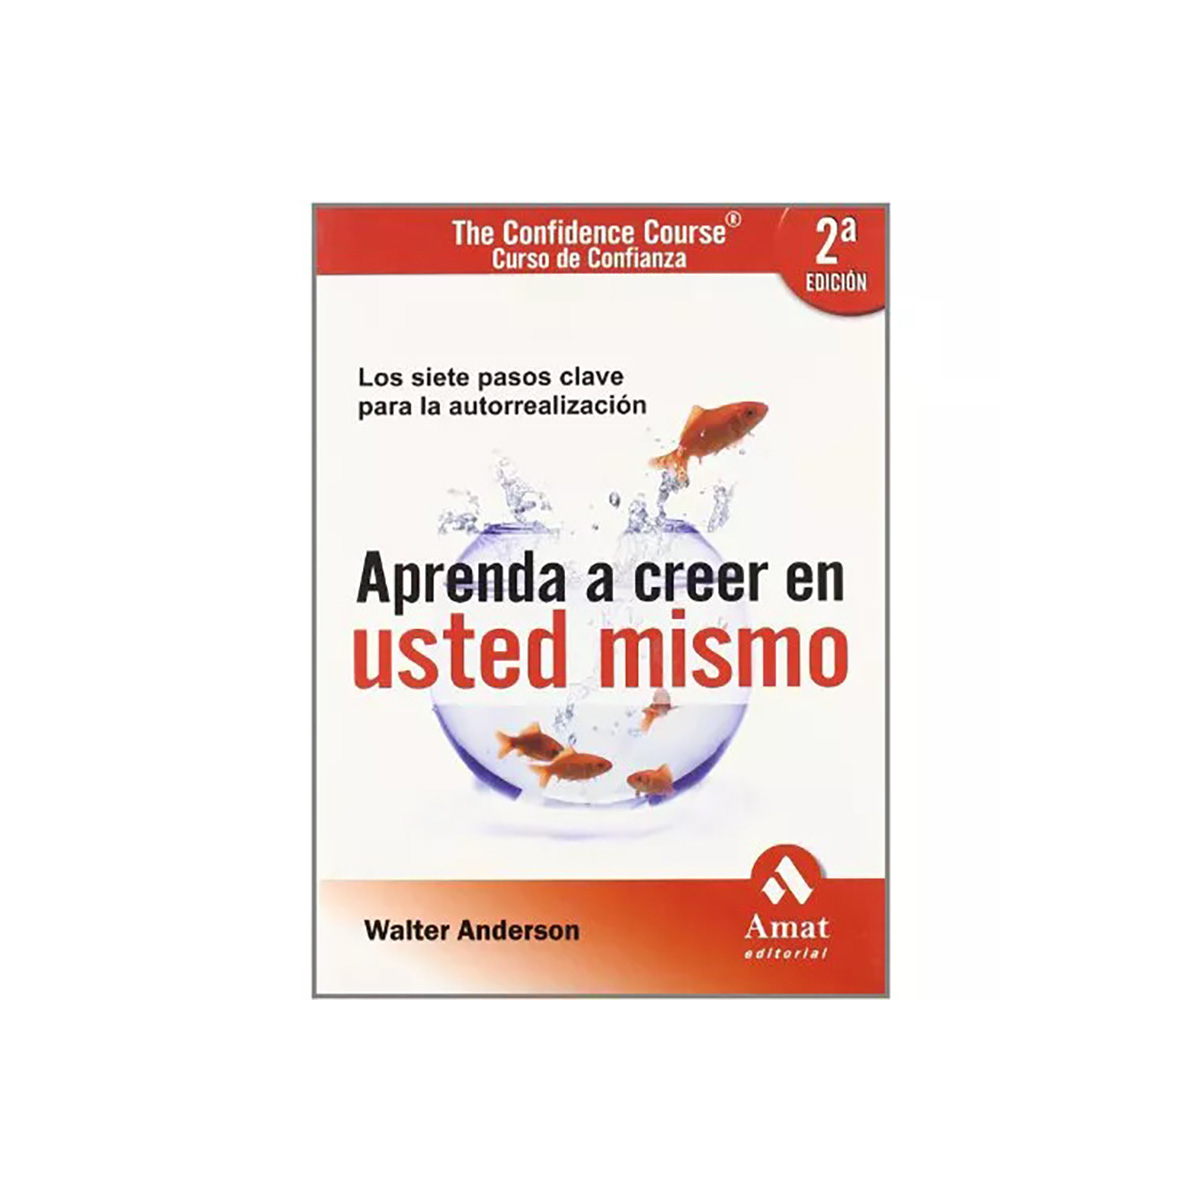 The Confidence Course®
Curso de Confianza
2ª
EDICIÓN
Los siete pasos clave
para la autorrealización
Aprenda a creer en
usted mismo
Walter Anderson
Amat
editorial